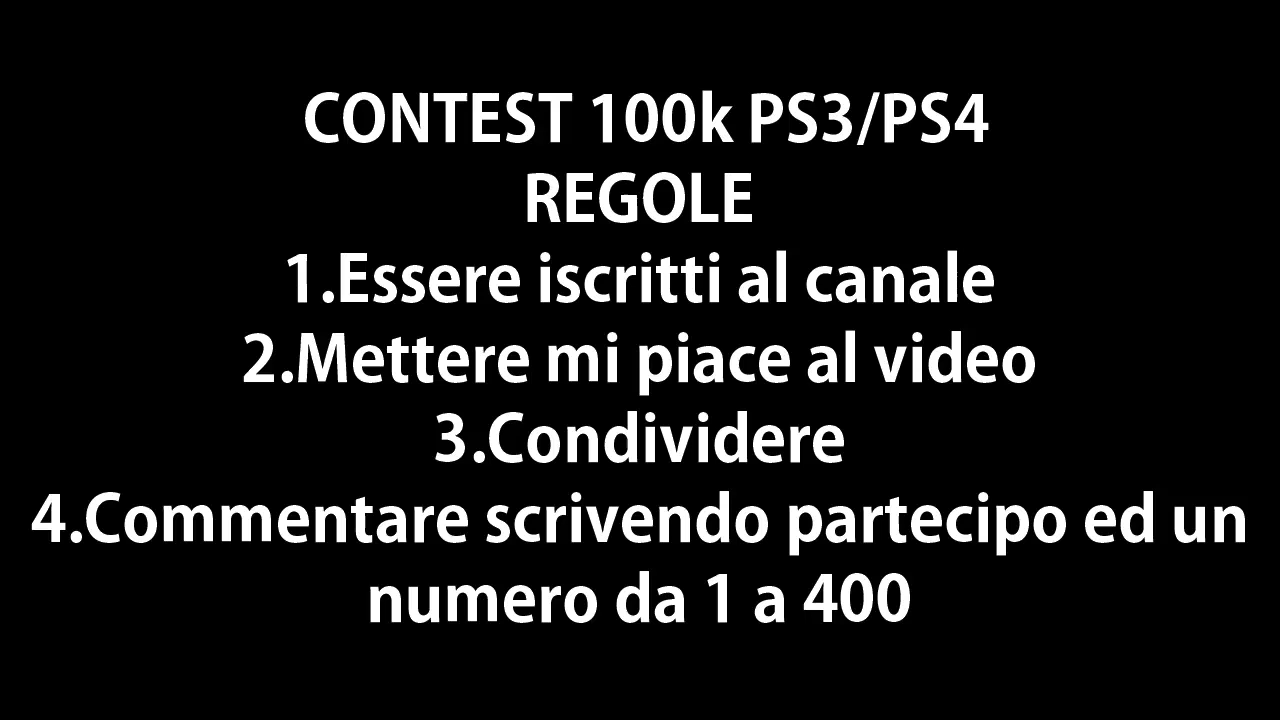 CONTEST 100k PS3/PS4
REGOLE
1.Essere iscritti al canale
2.Mettere mi piace al video
3.Condividere
4.Commentare scrivendo partecipo ed un
numero da 1 a 400